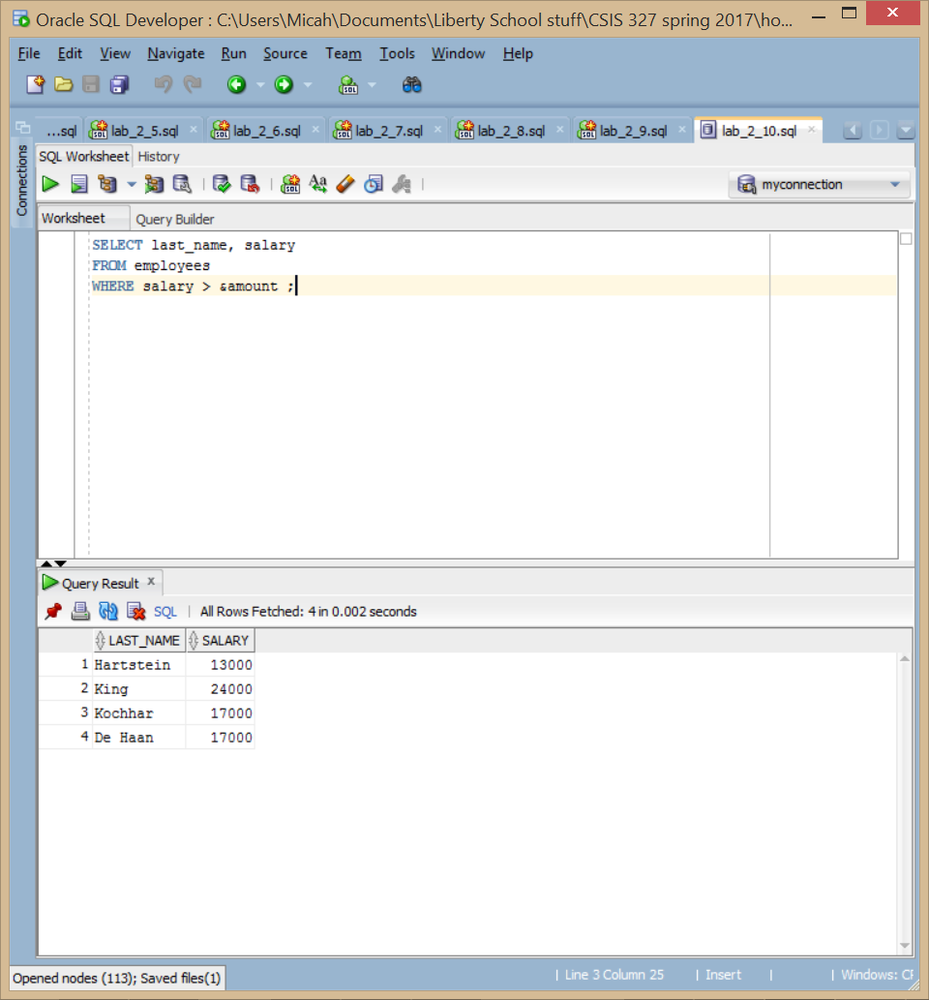 Oracle SQL Developer : C:\Users\Micah\Documents\Liberty School stuff\CSIS 327 spring 2017\ho...
File Edit View Navigate Run Source Team Tools Window Help
...sql lab_2_5.sql lab_2_6.sql lab_2_7.sql lab_2_8.sql lab_2_9.sql lab_2_10.sql
Connections
SQL Worksheet History
myconnection
Worksheet Query Builder
SELECT last_name, salary
FROM employees
WHERE salary > &amount ;
Query Result
SQL | All Rows Fetched: 4 in 0.002 seconds
LAST_NAME SALARY
1 Hartstein 13000
2 King 24000
3 Kochhar 17000
4 De Haan 17000
Opened nodes (113); Saved files(1) | Line 3 Column 25 | Insert | | Windows: CF